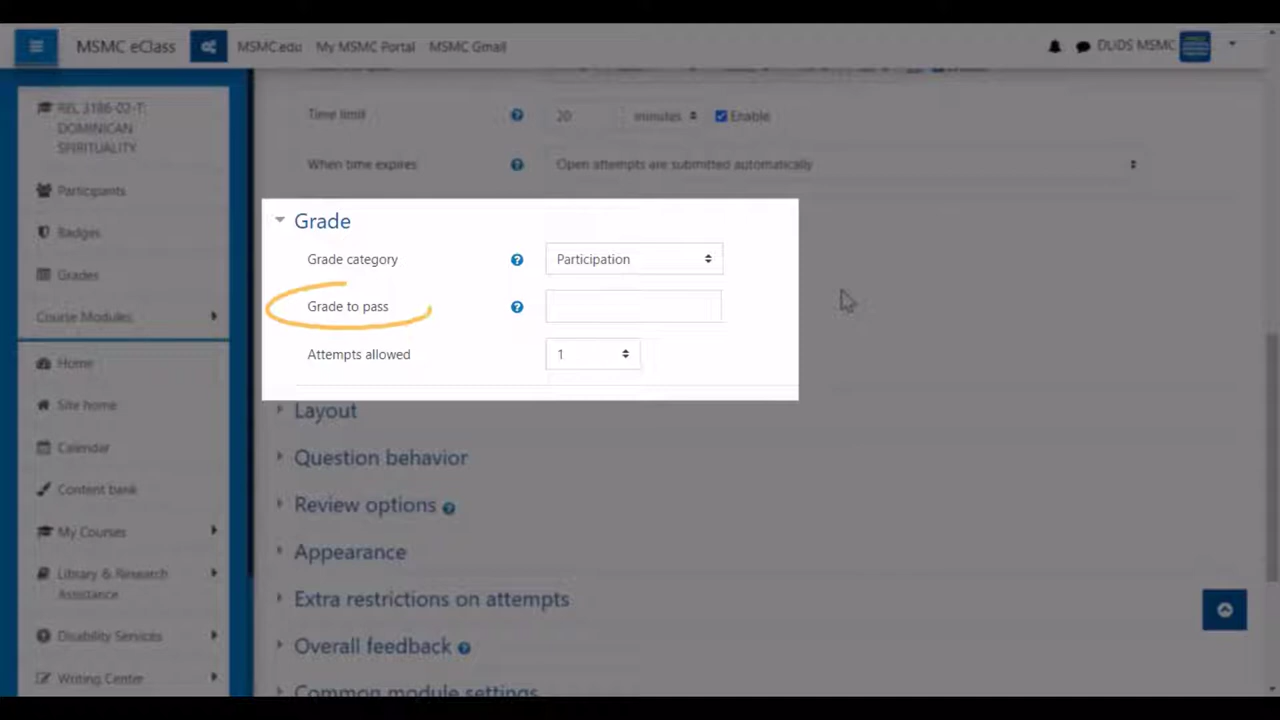 MSMC eClass
MSMC.edu My MSMC Portal MSMC Gmail
DLIDS MSMC
REL 3186-02-T:
DOMINICAN
SPIRITUALITY
Participants
Badges
Grades
Course Modules
Home
Site home
Calendar
Content bank
My Courses
Library & Research
Assistance
Disability Services
Writing Center
Time limit 20 minutes Enable
When time expires Open attempts are submitted automatically
Grade
Grade category Participation
Grade to pass
Attempts allowed 1
Layout
Question behavior
Review options
Appearance
Extra restrictions on attempts
Overall feedback
Common module settings